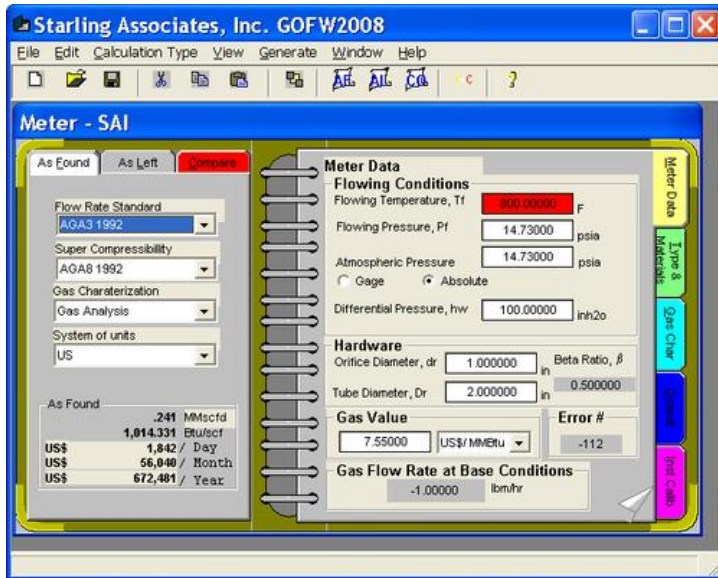 Starling Associates, Inc. GOFW2008
File Edit Calculation Type View Generate Window Help
Meter - SAI
As Found As Left Compare
Flow Rate Standard
AGA3 1992
Super Compressibility
AGA8 1992
Gas Charaterization
Gas Analysis
System of units
US
As Found
.241 MMscfd
1,014.331 Btu/scf
US$ 1,842 / Day
US$ 56,040 / Month
US$ 672,481 / Year
Meter Data
Flowing Conditions
Flowing Temperature, Tf 800.00000 F
Flowing Pressure, Pf 14.73000 psia
Atmospheric Pressure 14.73000 psia
Gage Absolute
Differential Pressure, hw 100.00000 inh2o
Hardware
Orifice Diameter, dr 1.000000 in Beta Ratio, β
Tube Diameter, Dr 2.000000 in 0.500000
Gas Value Error #
7.55000 US$/ MMBtu -112
Gas Flow Rate at Base Conditions
-1.00000 lbm/hr
Meter Data
Type & Materials
Gas Char
Inst Calib